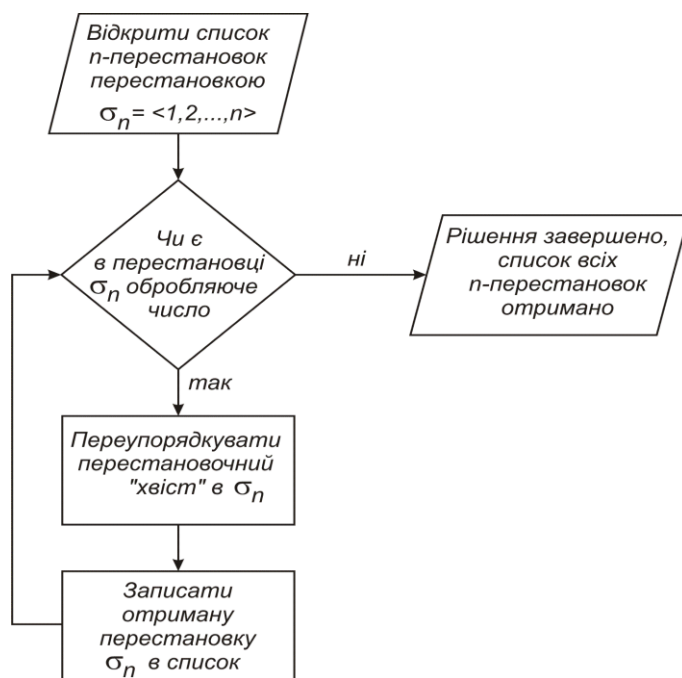 Відкрити список
n-перестановок
перестановкою
σn = <1,2,...,n>
Чи є
в перестановці
σn обробляюче
число
ні
Рішення завершено,
список всіх
n-перестановок
отримано
так
Переупорядкувати
перестановочний
"хвіст" в σn
Записати
отриману
перестановку
σn в список